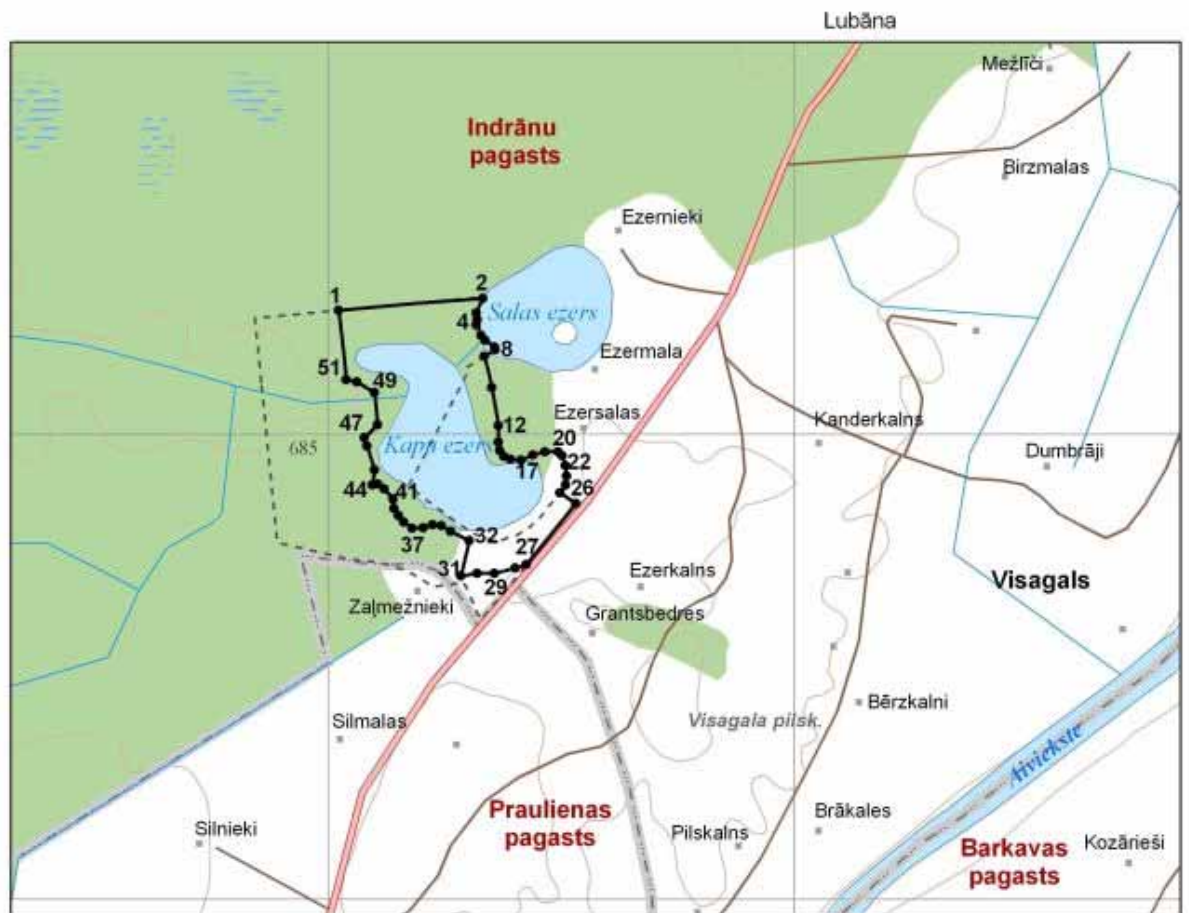 Lubāna
Mežlīči
Indrānu
pagasts
Birzmalas
Ezernieki
1
2
Salas ezers
4
8
Ezermala
51
49
Ezersalas
12
Kanderkalns
47
685
Kapu ezers
20
Dumbrāji
17
22
44
41
26
37
32
27
31
29
Visagals
Zaļmežnieki
Ezerkalns
Grantsbedres
Bērzkalni
Silmalas
Visagala pilsk.
Aiviekste
Praulienas
pagasts
Brākales
Silnieki
Pilskalns
Barkavas
pagasts
Kozārieši